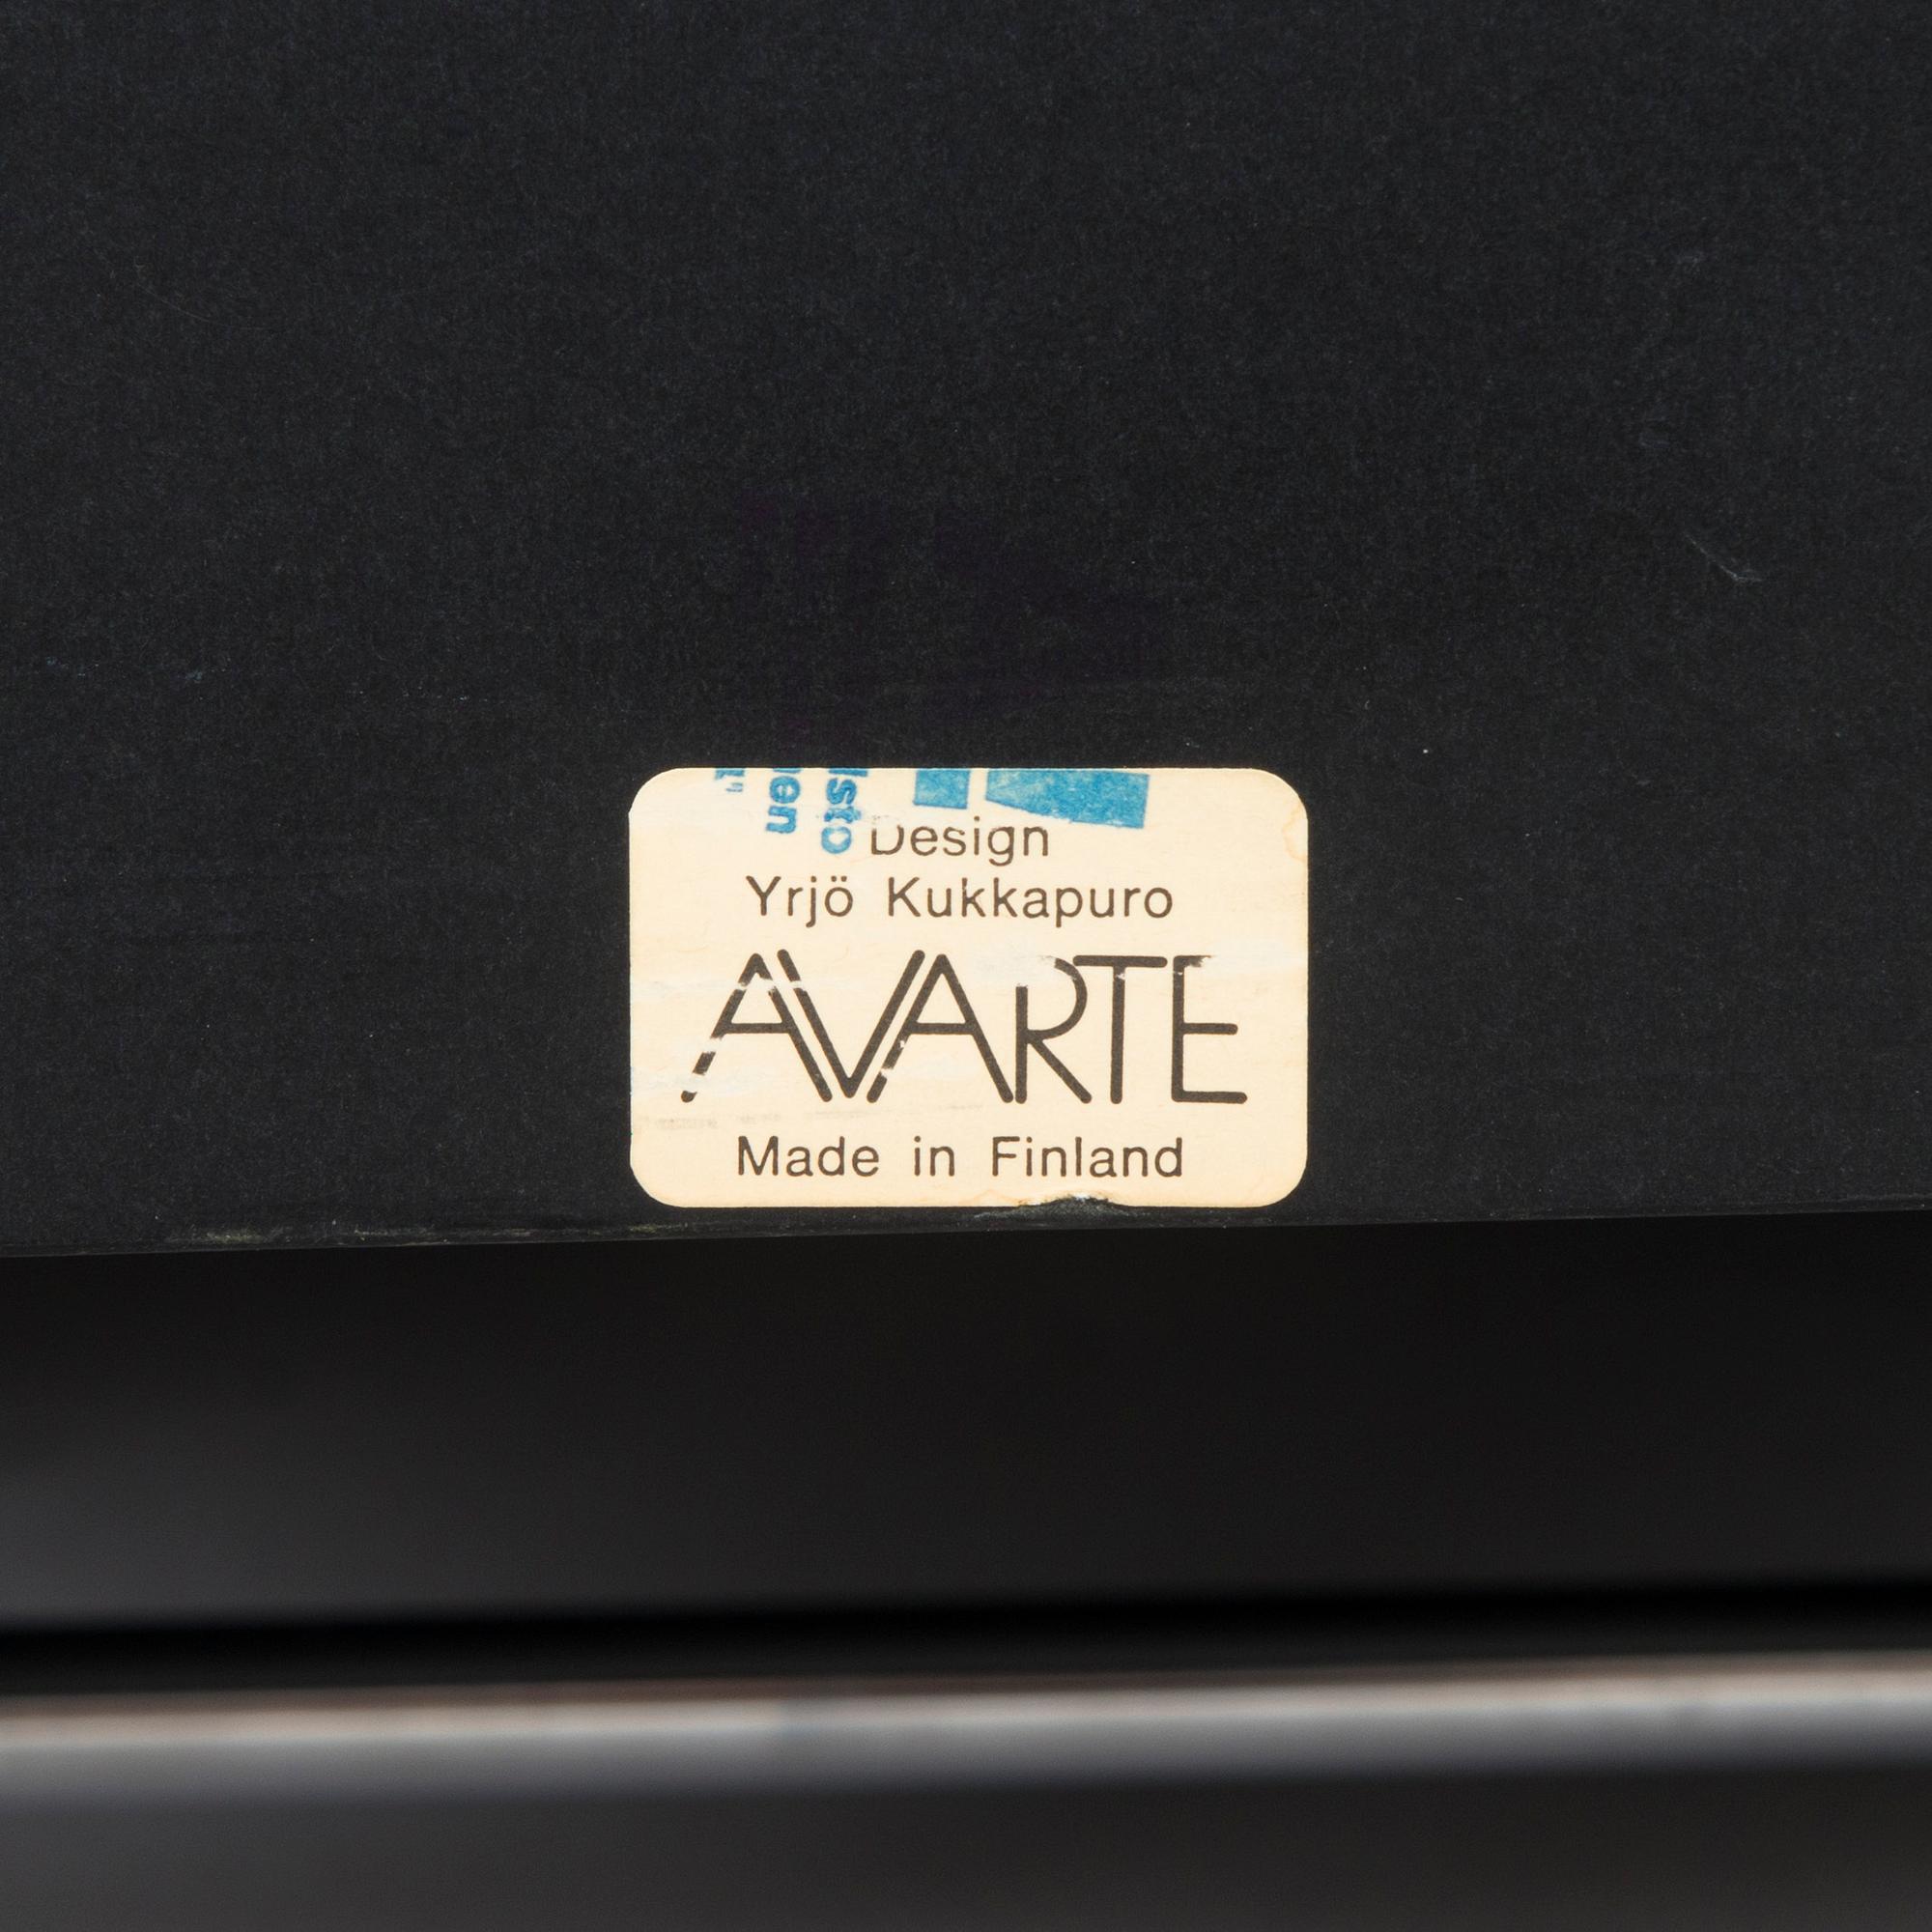 Design
Yrjö Kukkapuro
AVARTE
Made in Finland